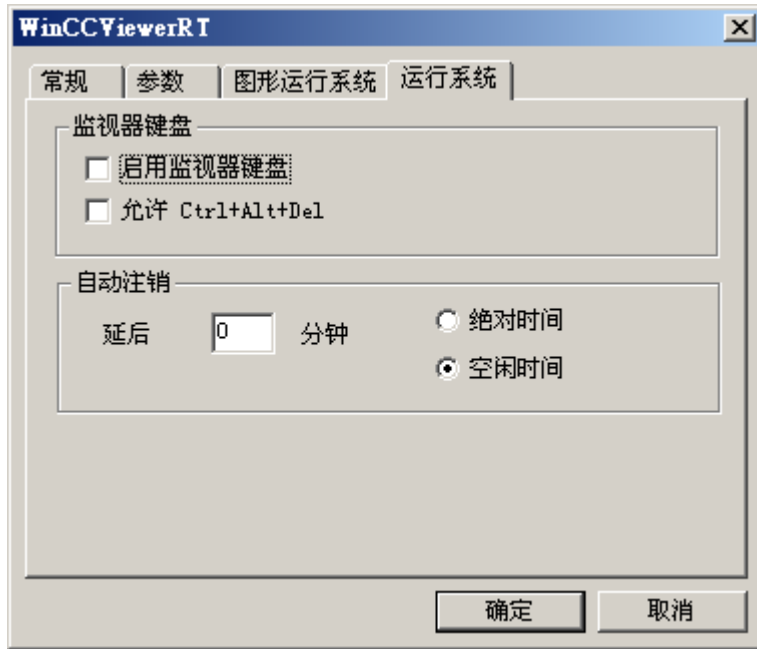 WinCCViewerRT
常规 参数 图形运行系统 运行系统
监视器键盘
启用监视器键盘
允许 Ctrl+Alt+Del
自动注销
延后 0 分钟
绝对时间
空闲时间
确定 取消